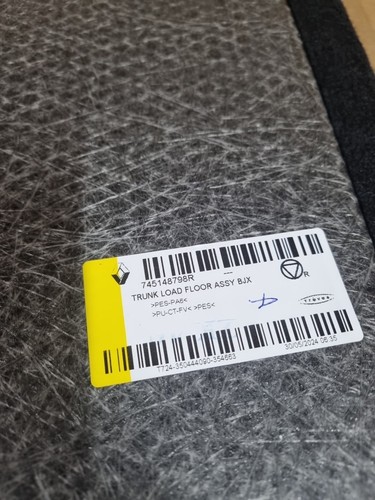 745148798R
---
R
TRUNK LOAD FLOOR ASSY BJX
>PES-PA6<
>PU-CT-FV< >PES<
7724-350444090-354663
30/05/2024 06:35